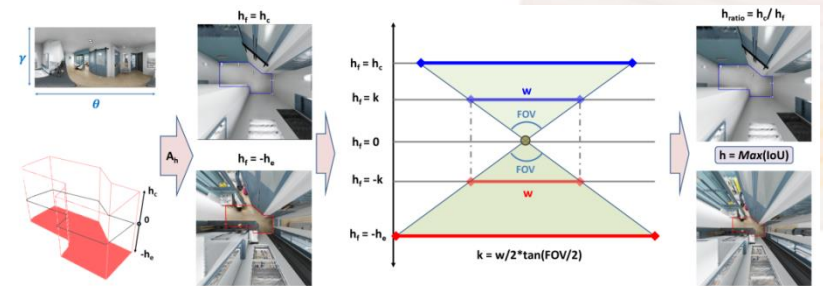 γ
θ
h_c
0
-h_e
A_h
h_f = h_c
h_f = -h_e
h_f = h_c
h_f = k
h_f = 0
h_f = -k
h_f = -h_e
w
FOV
FOV
w
k = w/2*tan(FOV/2)
h_ratio = h_c/ h_f
h = Max(IoU)